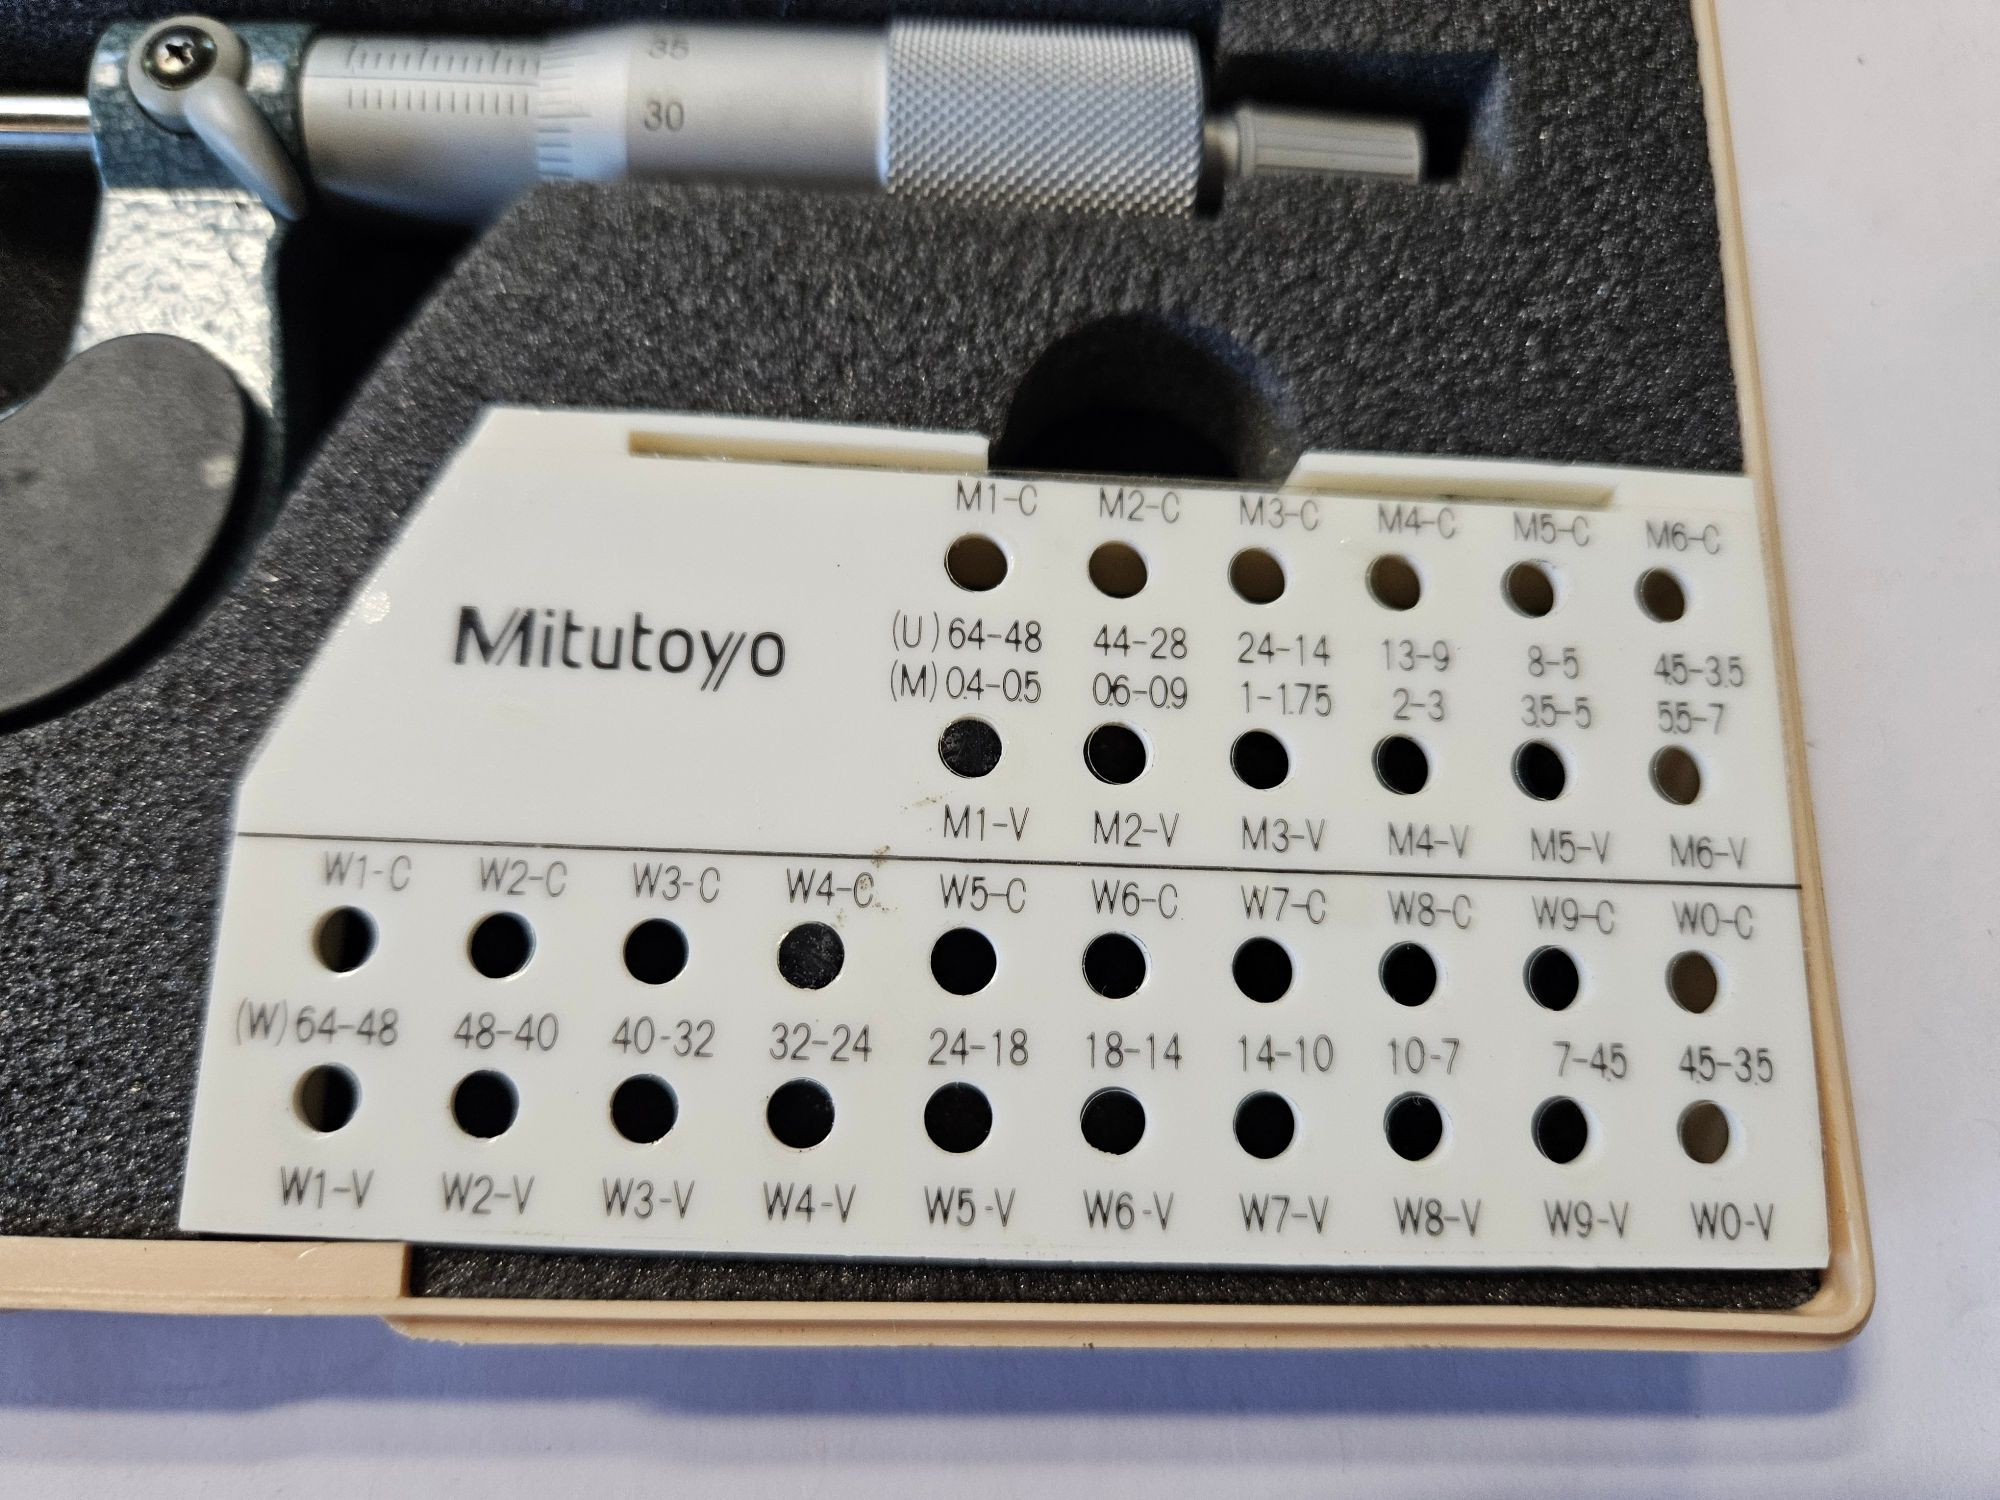 35
30
M1-C M2-C M3-C M4-C M5-C M6-C
Mitutoyo
(U) 64-48 44-28 24-14 13-9 8-5 4.5-3.5
(M) 0.4-0.5 0.6-0.9 1-1.75 2-3 3.5-5 5.5-7
M1-V M2-V M3-V M4-V M5-V M6-V
W1-C W2-C W3-C W4-C W5-C W6-C W7-C W8-C W9-C W0-C
(W) 64-48 48-40 40-32 32-24 24-18 18-14 14-10 10-7 7-4.5 4.5-3.5
W1-V W2-V W3-V W4-V W5-V W6-V W7-V W8-V W9-V W0-V